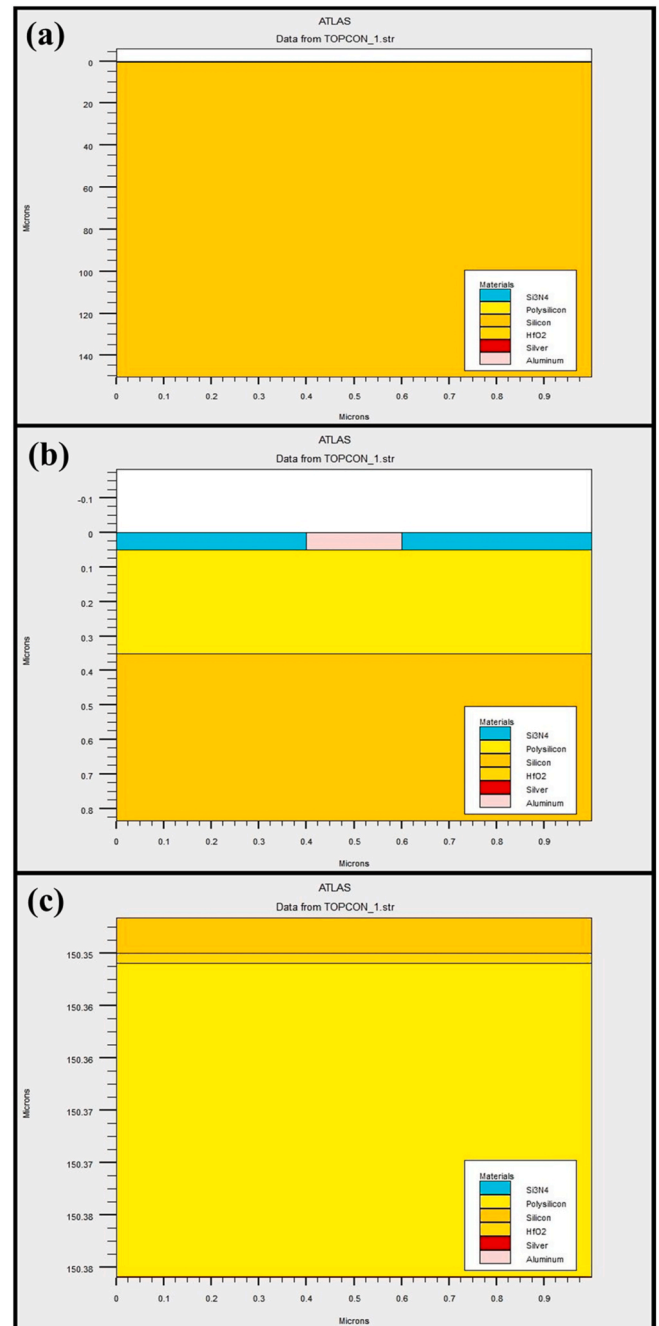 (a)
ATLAS
Data from TOPCON_1.str
0
20
40
60
80
100
120
140
Microns
Materials
Si3N4
Polysilicon
Silicon
HfO2
Silver
Aluminum
0 0.1 0.2 0.3 0.4 0.5 0.6 0.7 0.8 0.9
Microns
(b)
ATLAS
Data from TOPCON_1.str
-0.1
0
0.1
0.2
0.3
0.4
0.5
0.6
0.7
0.8
Microns
Materials
Si3N4
Polysilicon
Silicon
HfO2
Silver
Aluminum
0 0.1 0.2 0.3 0.4 0.5 0.6 0.7 0.8 0.9
Microns
(c)
ATLAS
Data from TOPCON_1.str
150.35
150.36
150.36
150.37
150.37
150.38
150.38
Microns
Materials
Si3N4
Polysilicon
Silicon
HfO2
Silver
Aluminum
0 0.1 0.2 0.3 0.4 0.5 0.6 0.7 0.8 0.9
Microns